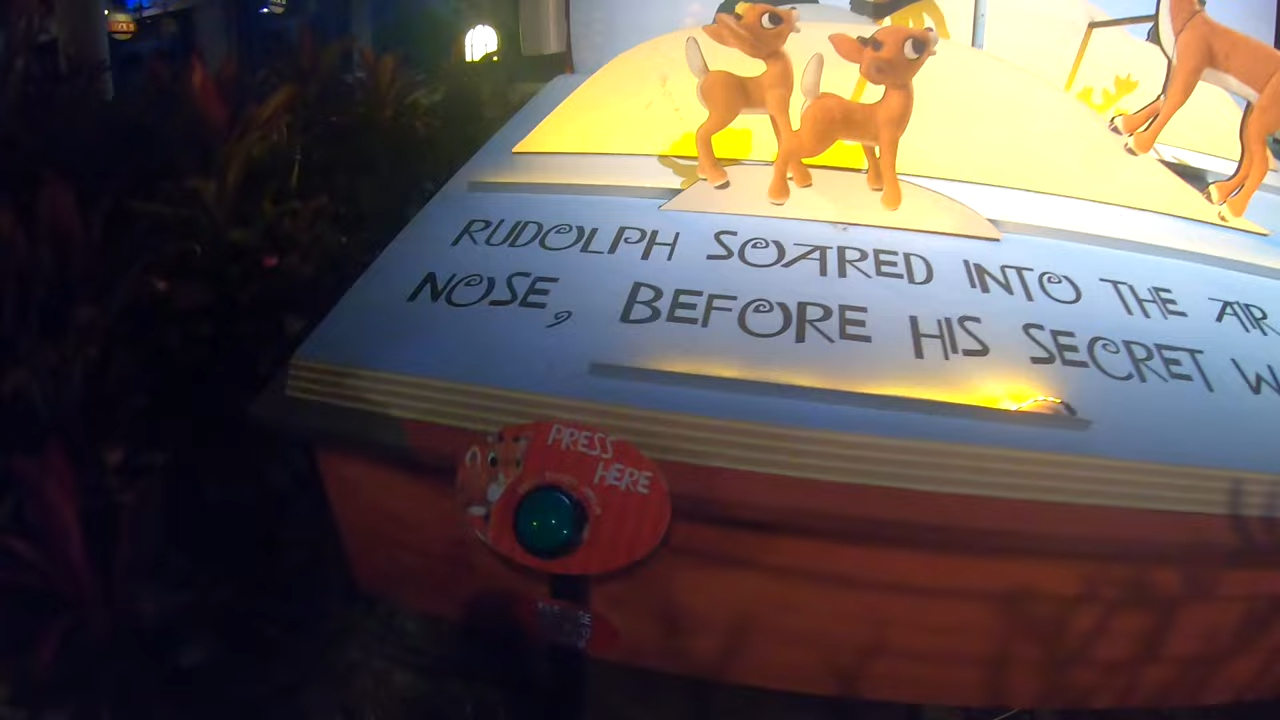 RUDOLPH SOARED INTO THE AIR
NOSE, BEFORE HIS SECRET
PRESS
HERE